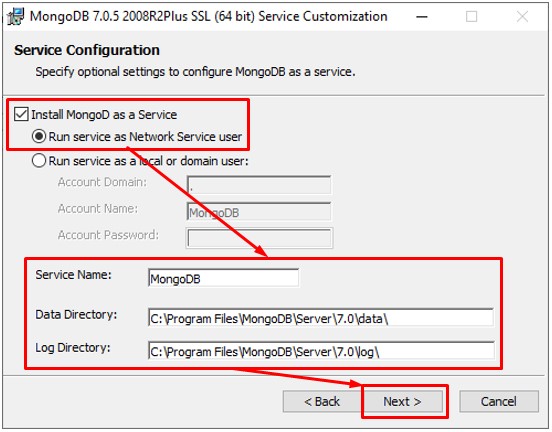 MongoDB 7.0.5 2008R2Plus SSL (64 bit) Service Customization
Service Configuration
Specify optional settings to configure MongoDB as a service.
Install MongoD as a Service
Run service as Network Service user
Run service as a local or domain user:
Account Domain: .
Account Name: MongoDB
Account Password:
Service Name: MongoDB
Data Directory: C:\Program Files\MongoDB\Server\7.0\data\
Log Directory: C:\Program Files\MongoDB\Server\7.0\log\
< Back Next > Cancel